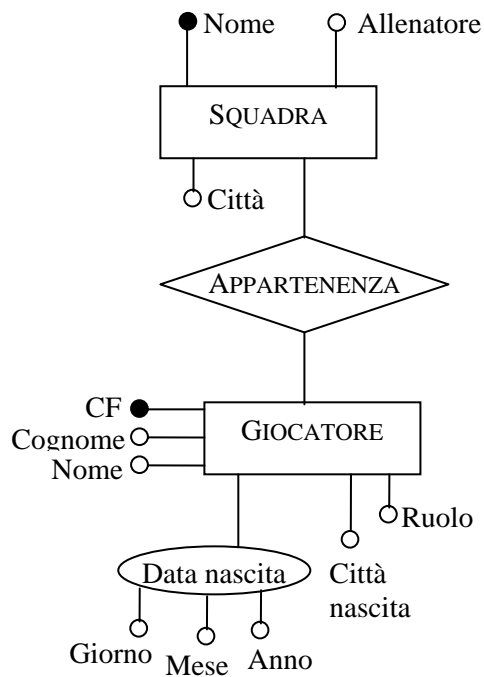 Nome
Allenatore
SQUADRA
Città
APPARTENENZA
CF
Cognome
Nome
GIOCATORE
Ruolo
Data nascita
Città
nascita
Giorno
Mese
Anno